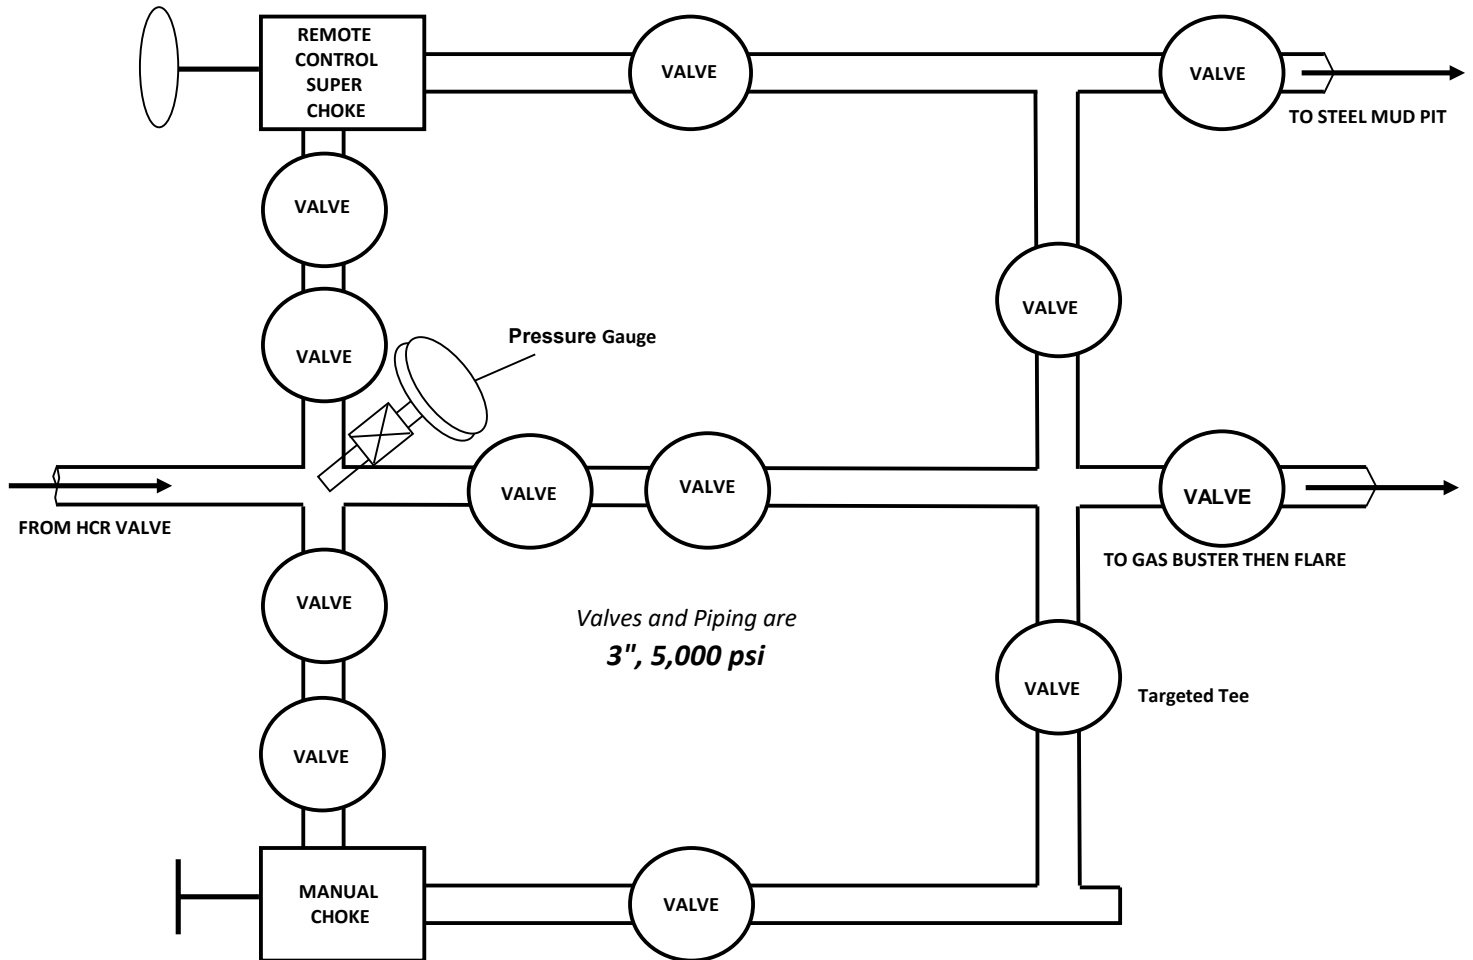 REMOTE
CONTROL
SUPER
CHOKE
VALVE
VALVE
TO STEEL MUD PIT
VALVE
VALVE
Pressure Gauge
VALVE
VALVE
VALVE
VALVE
FROM HCR VALVE
TO GAS BUSTER THEN FLARE
VALVE
Valves and Piping are
3", 5,000 psi
VALVE
Targeted Tee
VALVE
MANUAL
CHOKE
VALVE